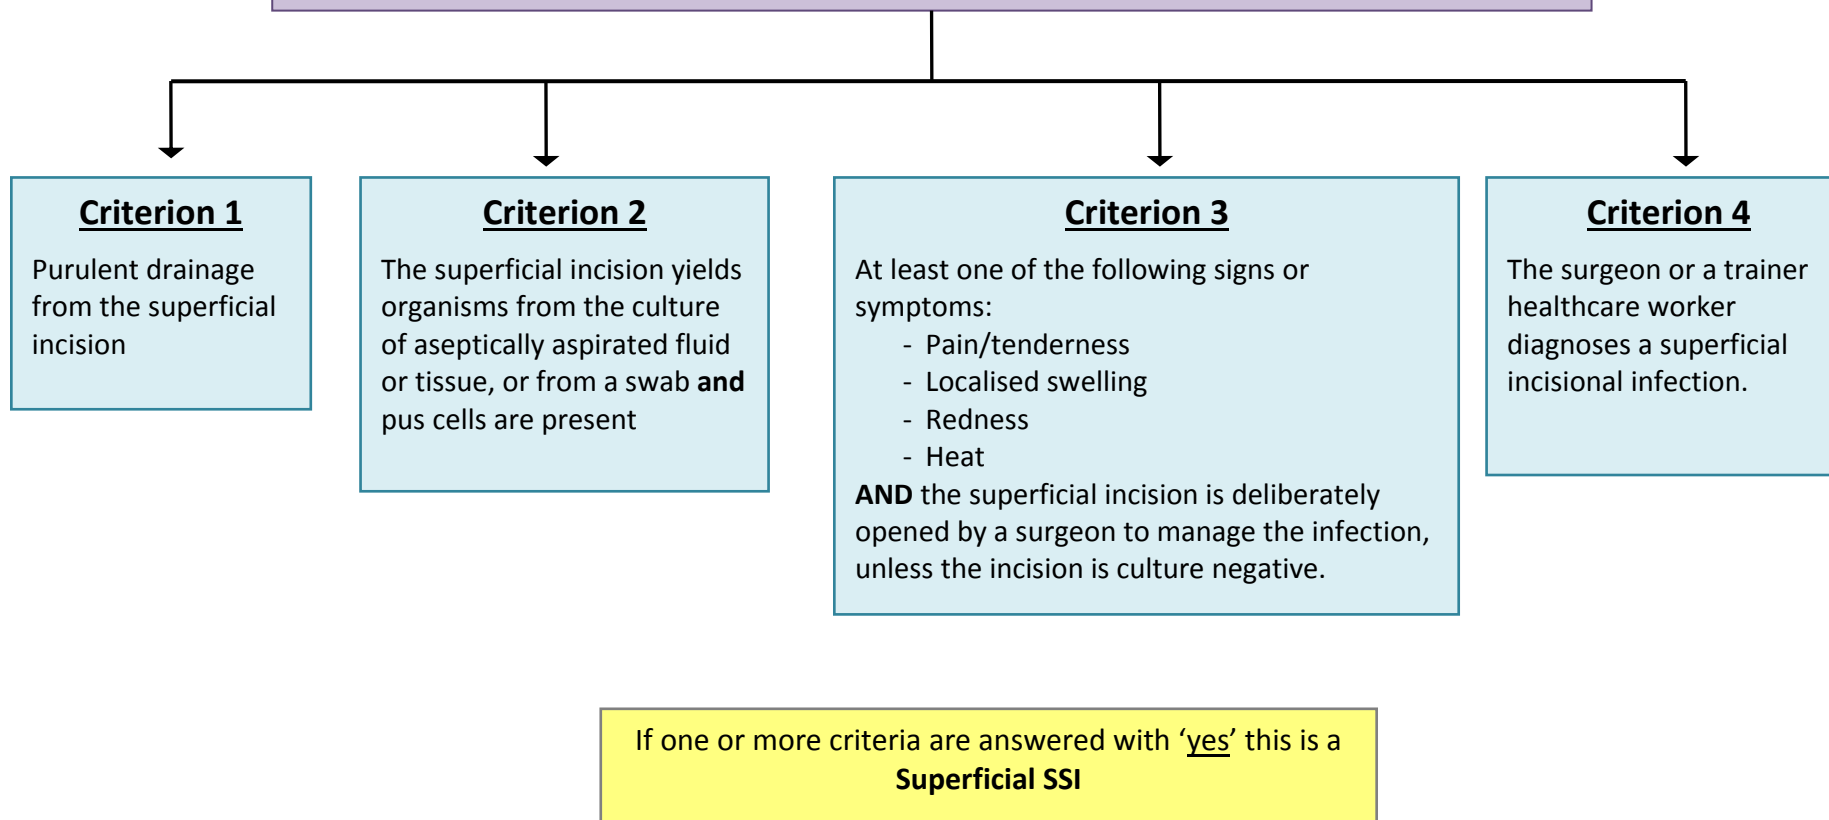 Criterion 1
Purulent drainage
from the superficial
incision
Criterion 2
The superficial incision yields
organisms from the culture
of aseptically aspirated fluid
or tissue, or from a swab and
pus cells are present
Criterion 3
At least one of the following signs or
symptoms:
- Pain/tenderness
- Localised swelling
- Redness
- Heat
AND the superficial incision is deliberately
opened by a surgeon to manage the infection,
unless the incision is culture negative.
Criterion 4
The surgeon or a trainer
healthcare worker
diagnoses a superficial
incisional infection.
If one or more criteria are answered with ‘yes’ this is a
Superficial SSI